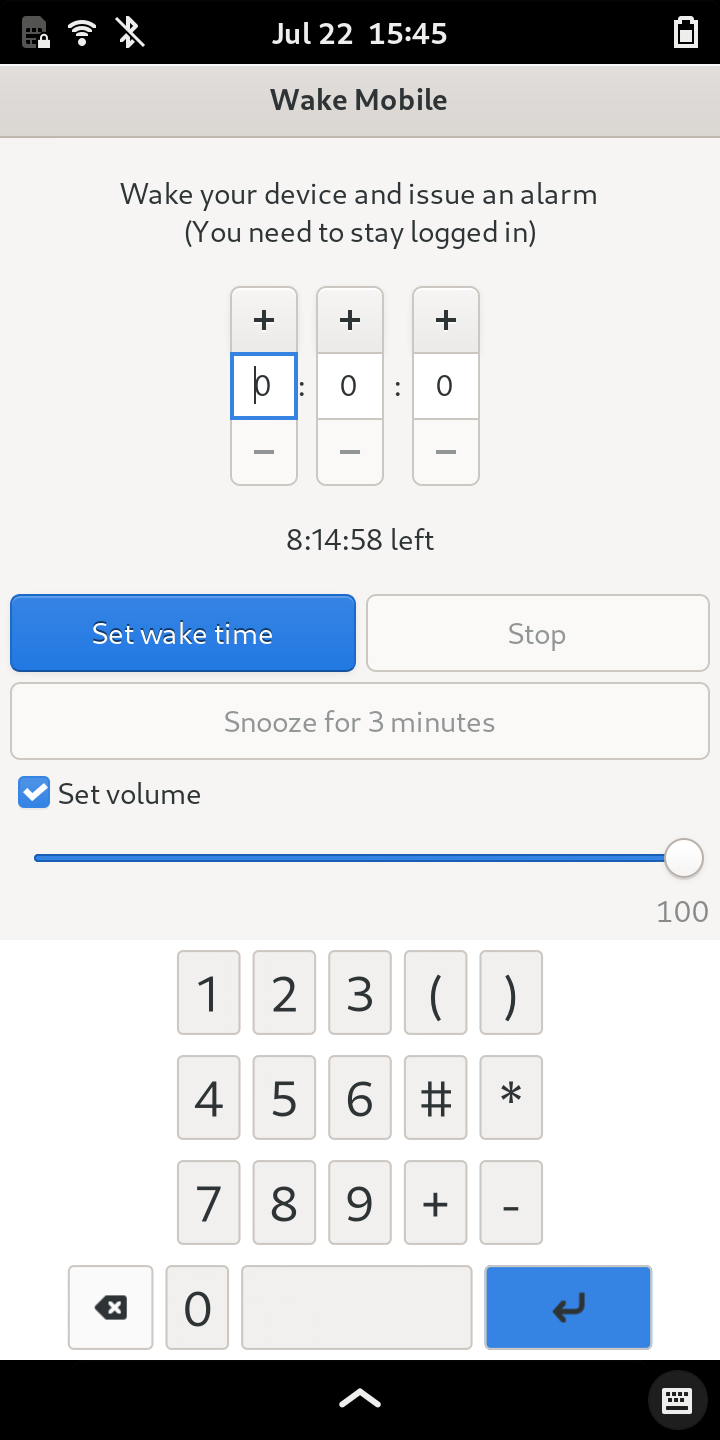 Jul 22 15:45
Wake Mobile
Wake your device and issue an alarm
(You need to stay logged in)
+ + +
0 : 0 : 0
− − −
8:14:58 left
Set wake time Stop
Snooze for 3 minutes
Set volume
100
1 2 3 ( )
4 5 6 # *
7 8 9 + -
0